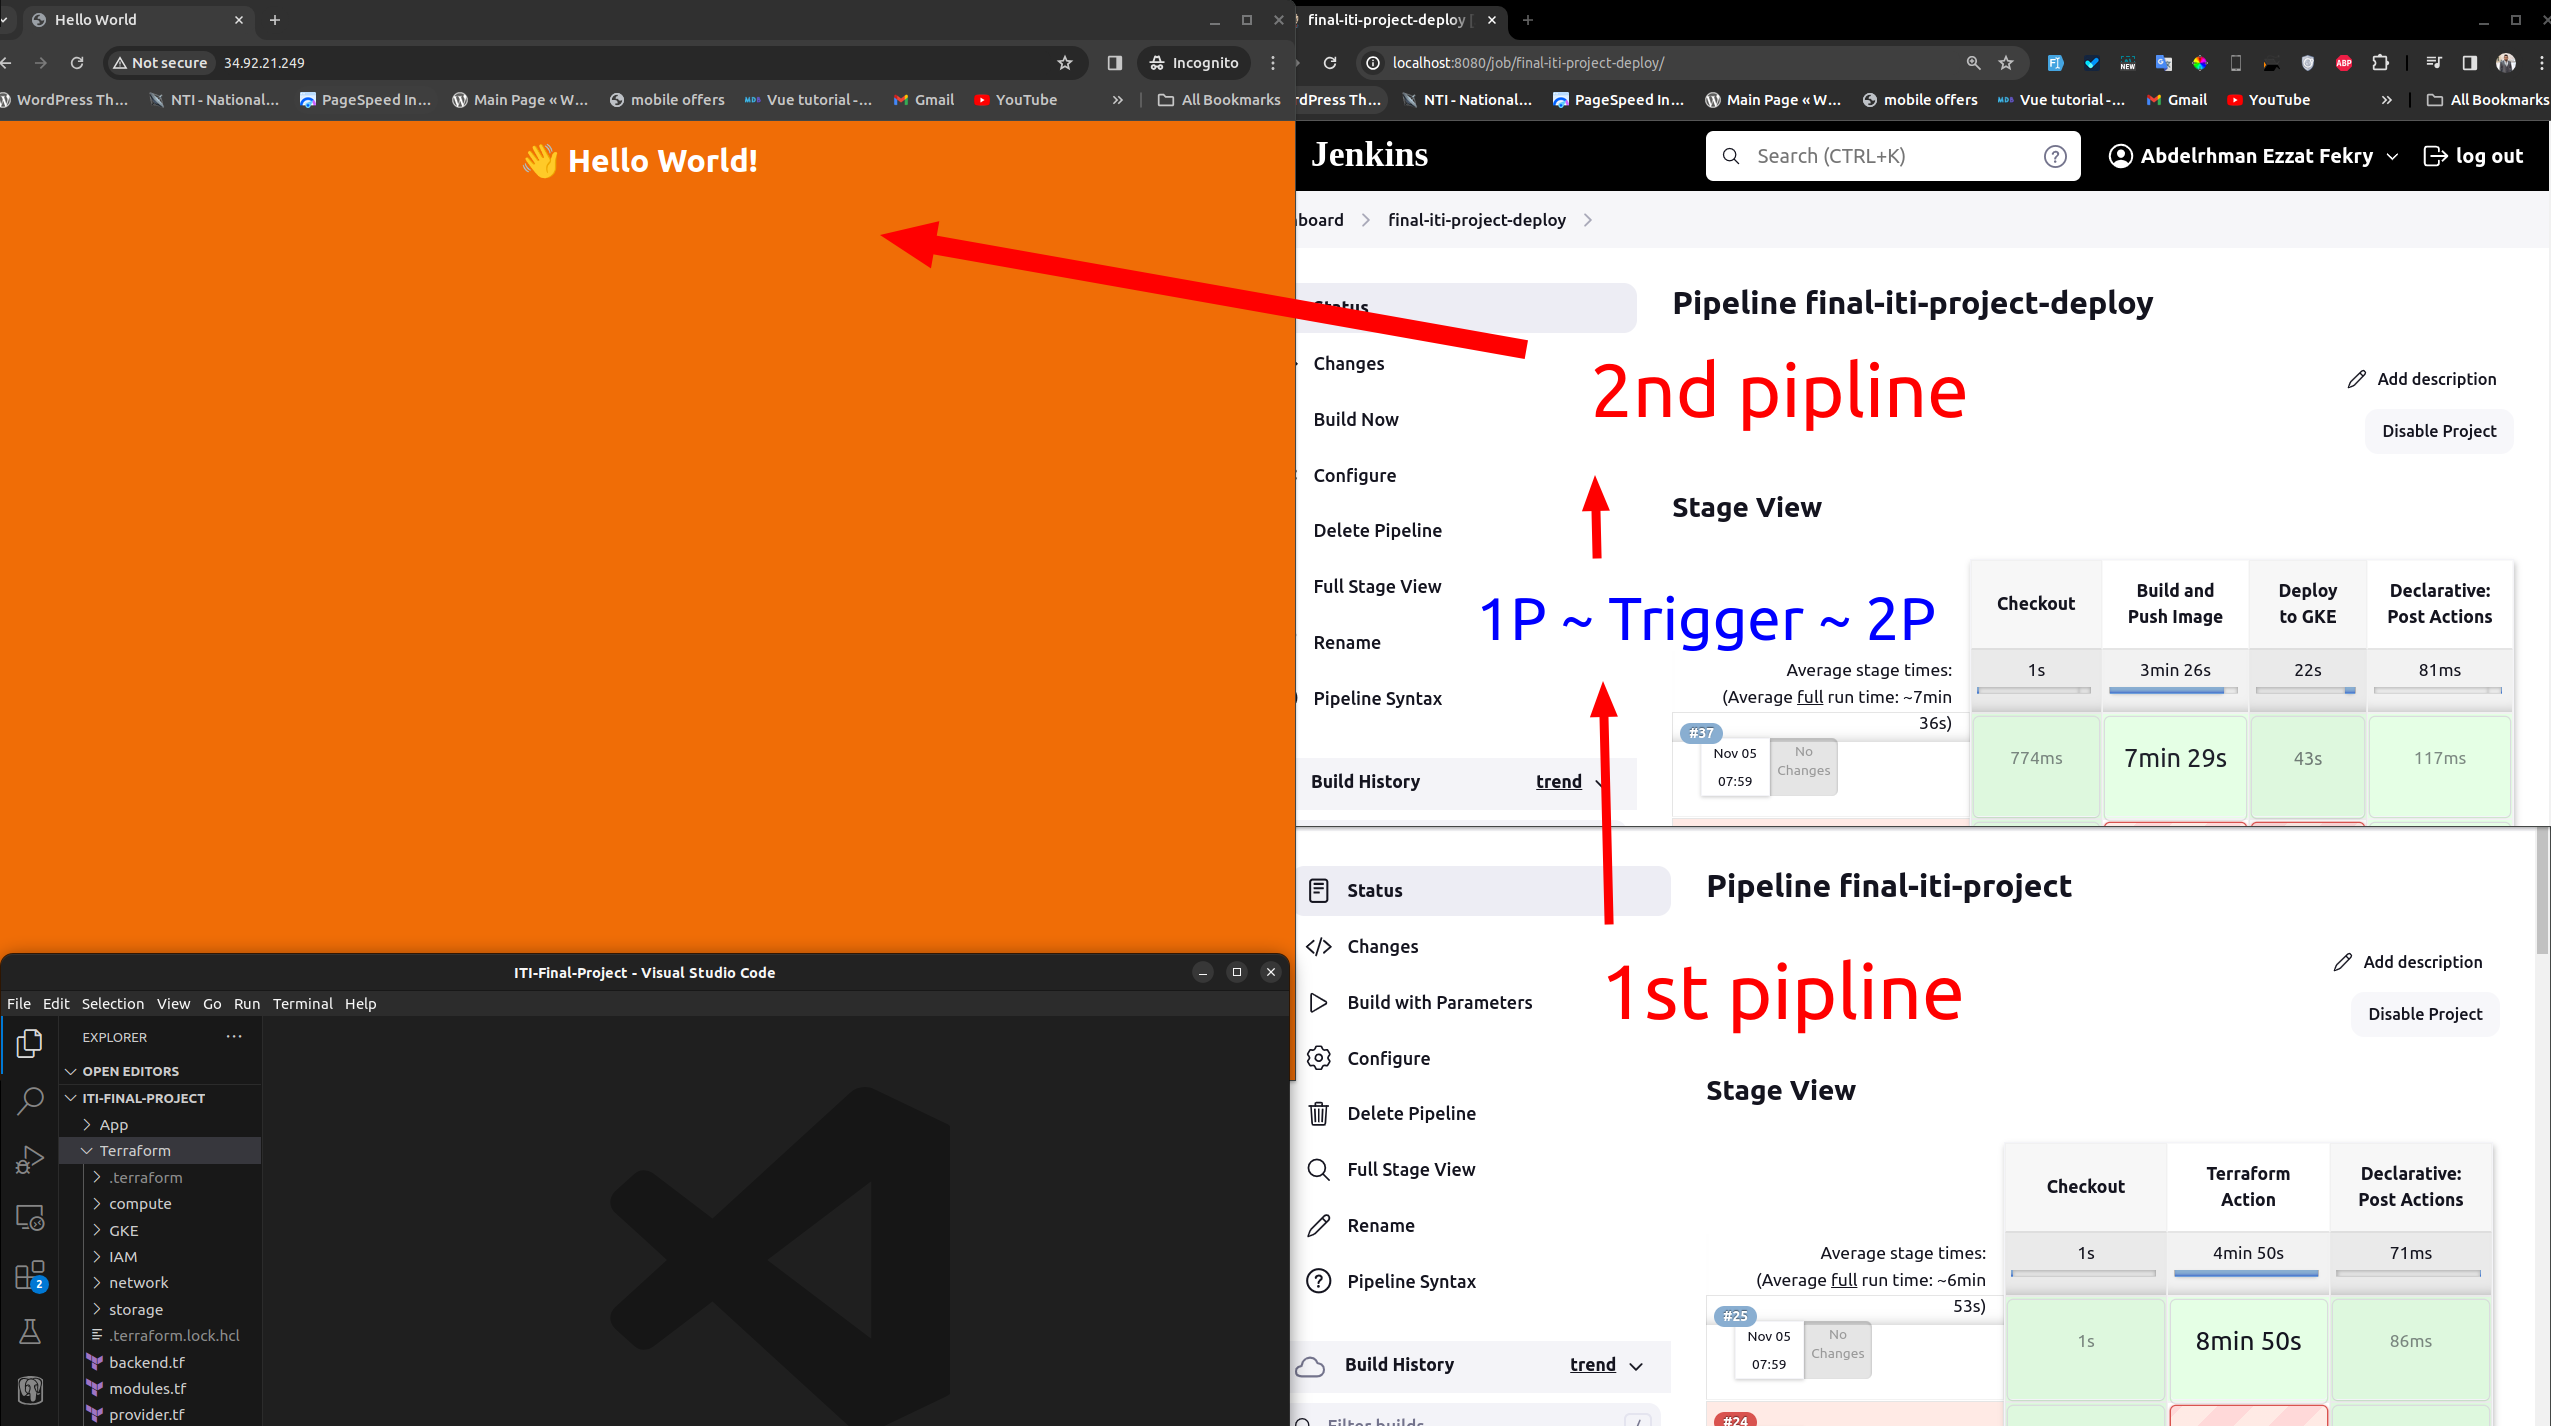 Hello World
Not secure 34.92.21.249
Incognito
WordPress Th...
NTI - National...
PageSpeed In...
Main Page « W...
mobile offers
Vue tutorial -...
Gmail
YouTube
»
All Bookmarks
👋 Hello World!
final-iti-project-deploy [
localhost:8080/job/final-iti-project-deploy/
NEW
ABP
rdPress Th...
NTI - National...
PageSpeed In...
Main Page « W...
mobile offers
Vue tutorial -...
Gmail
YouTube
»
All Bookmarks
Jenkins
Search (CTRL+K)
Abdelrhman Ezzat Fekry
log out
board > final-iti-project-deploy >
Status
Changes
Build Now
Configure
Delete Pipeline
Full Stage View
Rename
Pipeline Syntax
Build History trend
Pipeline final-iti-project-deploy
2nd pipline
Add description
Disable Project
Stage View
1P ~ Trigger ~ 2P
Checkout
Build and
Push Image
Deploy
to GKE
Declarative:
Post Actions
Average stage times:
(Average full run time: ~7min
36s)
1s
3min 26s
22s
81ms
#37
Nov 05
07:59
No
Changes
774ms
7min 29s
43s
117ms
Status
Changes
Build with Parameters
Configure
Delete Pipeline
Full Stage View
Rename
Pipeline Syntax
Build History trend
Filter builds
/
Pipeline final-iti-project
1st pipline
Add description
Disable Project
Stage View
Checkout
Terraform
Action
Declarative:
Post Actions
Average stage times:
(Average full run time: ~6min
53s)
1s
4min 50s
71ms
#25
Nov 05
07:59
No
Changes
1s
8min 50s
86ms
#24
ITI-Final-Project - Visual Studio Code
File Edit Selection View Go Run Terminal Help
EXPLORER ...
OPEN EDITORS
ITI-FINAL-PROJECT
App
Terraform
.terraform
compute
GKE
IAM
network
storage
.terraform.lock.hcl
backend.tf
modules.tf
provider.tf
2